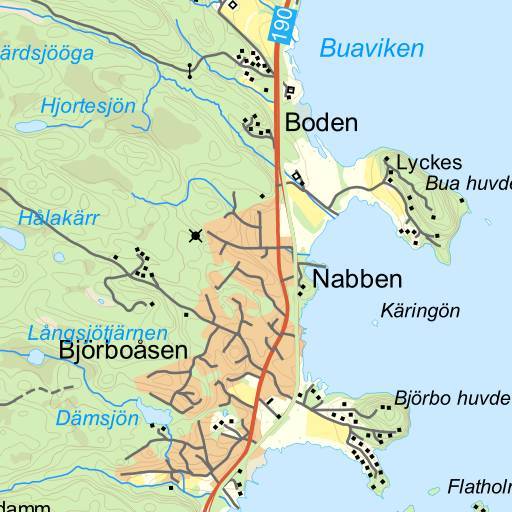 190
Buaviken
ärdsjööga
Hjortesjön
Boden
Lyckes
Bua huvde
Hålakärr
Nabben
Käringön
Långsjötjärnen
Björboåsen
Björbo huvde
Dämsjön
Flatholm
damm